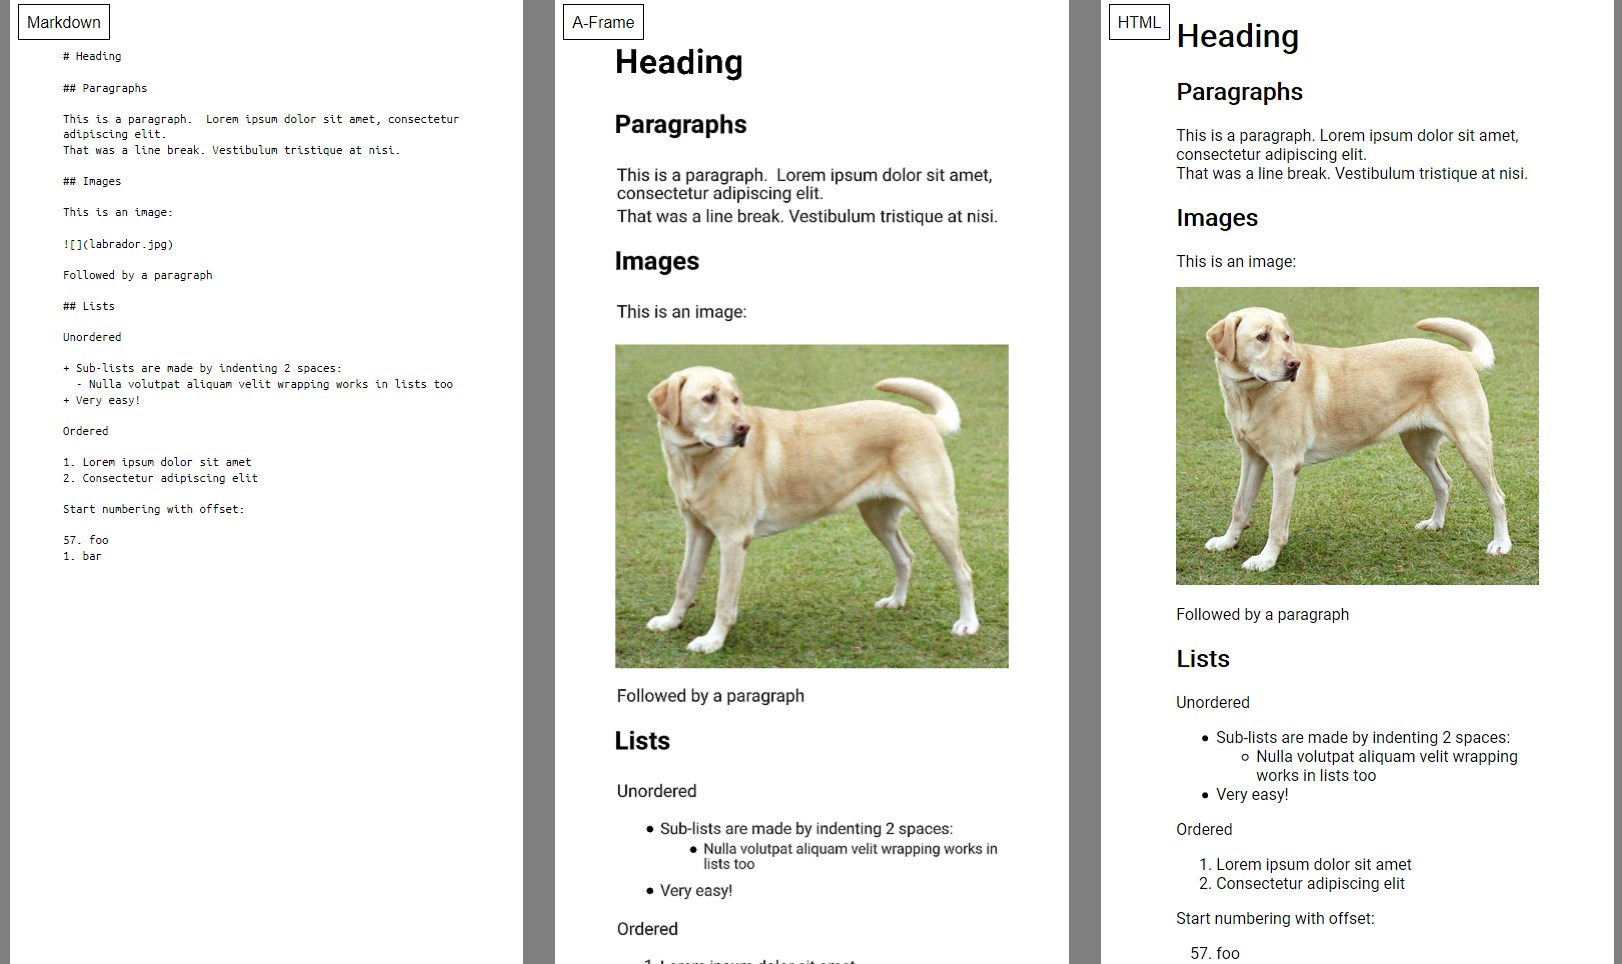 Markdown
# Heading
## Paragraphs
This is a paragraph.  Lorem ipsum dolor sit amet, consectetur
adipiscing elit.
That was a line break. Vestibulum tristique at nisi.
## Images
This is an image:
![](labrador.jpg)
Followed by a paragraph
## Lists
Unordered
+ Sub-lists are made by indenting 2 spaces:
  - Nulla volutpat aliquam velit wrapping works in lists too
+ Very easy!
Ordered
1. Lorem ipsum dolor sit amet
2. Consectetur adipiscing elit
Start numbering with offset:
57. foo
1. bar
A-Frame
Heading
Paragraphs
This is a paragraph.  Lorem ipsum dolor sit amet,
consectetur adipiscing elit.
That was a line break. Vestibulum tristique at nisi.
Images
This is an image:
Followed by a paragraph
Lists
Unordered
• Sub-lists are made by indenting 2 spaces:
• Nulla volutpat aliquam velit wrapping works in
lists too
• Very easy!
Ordered
1. Lorem ipsum dolor sit amet
HTML
Heading
Paragraphs
This is a paragraph. Lorem ipsum dolor sit amet,
consectetur adipiscing elit.
That was a line break. Vestibulum tristique at nisi.
Images
This is an image:
Followed by a paragraph
Lists
Unordered
• Sub-lists are made by indenting 2 spaces:
◦ Nulla volutpat aliquam velit wrapping
works in lists too
• Very easy!
Ordered
1. Lorem ipsum dolor sit amet
2. Consectetur adipiscing elit
Start numbering with offset:
57. foo